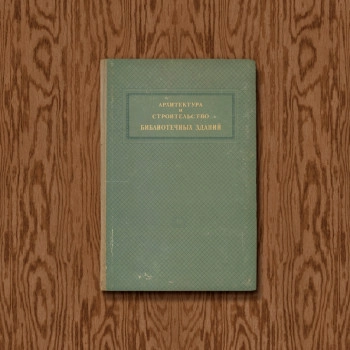 АРХИТЕКТУРА
И
СТРОИТЕЛЬСТВО
БИБЛИОТЕЧНЫХ ЗДАНИЙ